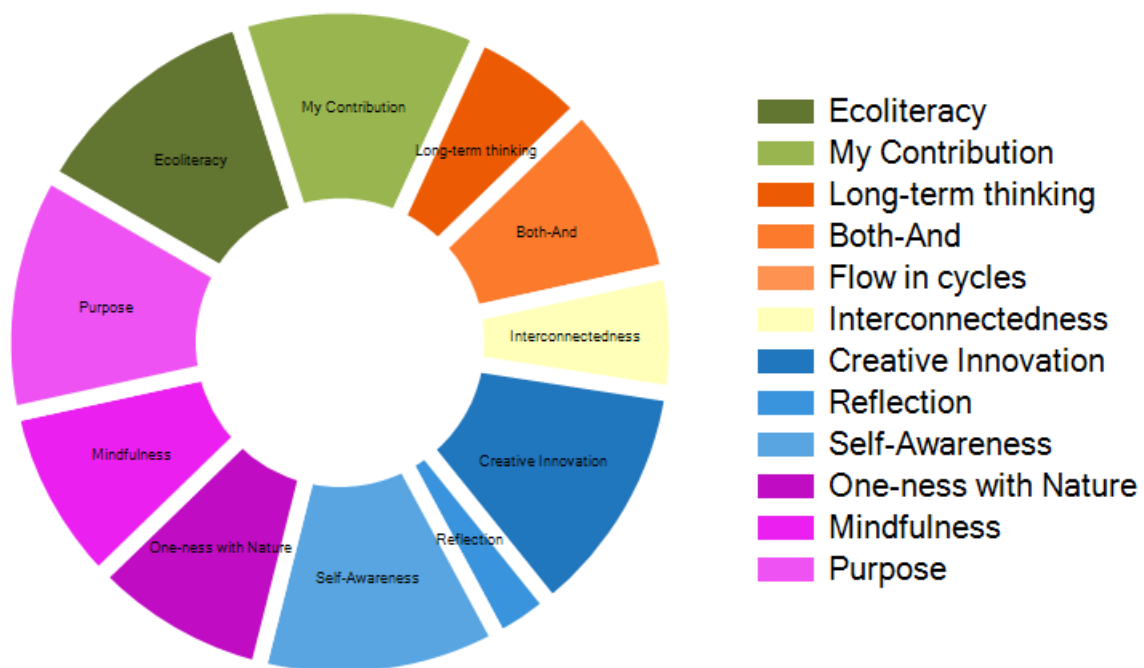 My Contribution
Long-term thinking
Ecoliteracy
Both-And
Purpose
Interconnectedness
Mindfulness
Creative Innovation
One-ness with Nature
Reflection
Self-Awareness
Ecoliteracy
My Contribution
Long-term thinking
Both-And
Flow in cycles
Interconnectedness
Creative Innovation
Reflection
Self-Awareness
One-ness with Nature
Mindfulness
Purpose